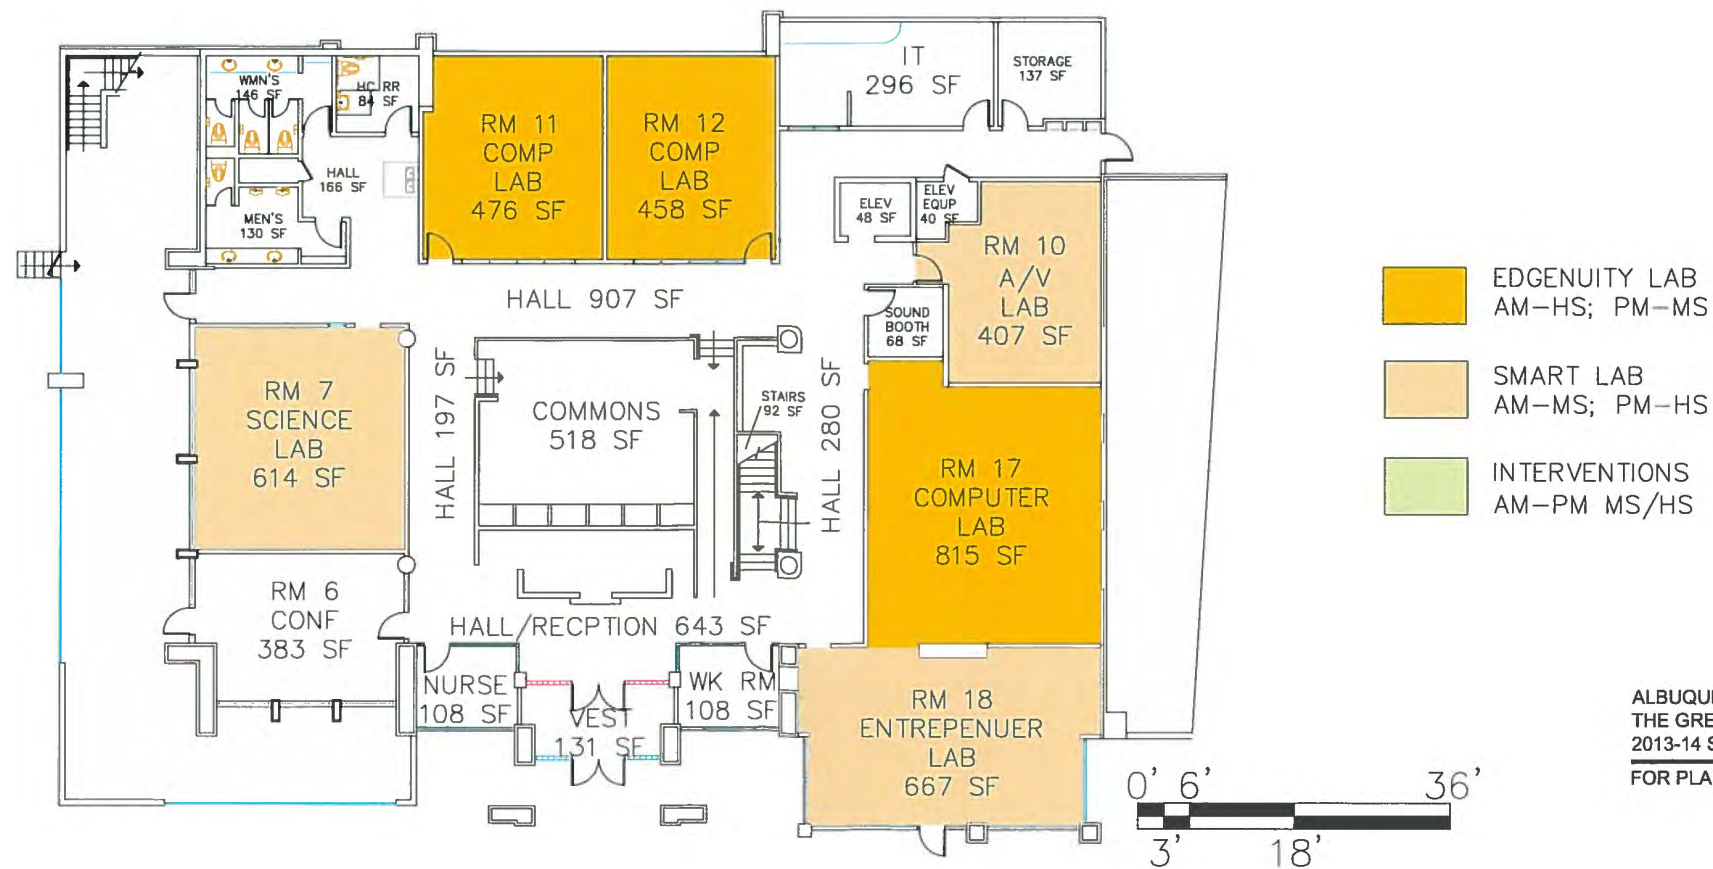 WMN'S
146 SF
HC RR
84 SF
HALL
166 SF
MEN'S
130 SF
RM 11
COMP
LAB
476 SF
RM 12
COMP
LAB
458 SF
IT
296 SF
STORAGE
137 SF
ELEV
48 SF
ELEV
EQUP
40 SF
RM 10
A/V
LAB
407 SF
SOUND
BOOTH
68 SF
HALL 907 SF
RM 7
SCIENCE
LAB
614 SF
HALL 197 SF
COMMONS
518 SF
STAIRS
92 SF
HALL 280 SF
RM 17
COMPUTER
LAB
815 SF
RM 6
CONF
383 SF
HALL/RECPTION 643 SF
NURSE
108 SF
VEST
131 SF
WK RM
108 SF
RM 18
ENTREPENUER
LAB
667 SF
EDGENUITY LAB
AM-HS; PM-MS
SMART LAB
AM-MS; PM-HS
INTERVENTIONS
AM-PM MS/HS
0' 6' 36'
3' 18'
ALBUQU
THE GRE
2013-14 S
FOR PLA